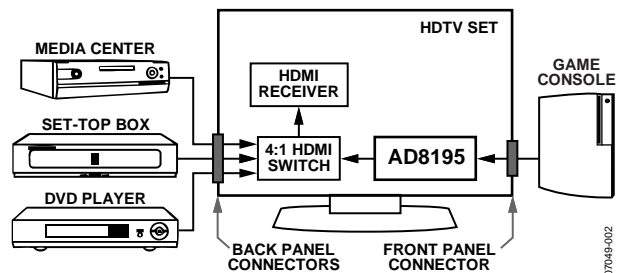 HDTV SET
MEDIA CENTER
HDMI
RECEIVER
GAME
CONSOLE
SET-TOP BOX
4:1 HDMI
SWITCH
AD8195
DVD PLAYER
BACK PANEL
CONNECTORS
FRONT PANEL
CONNECTOR
07049-002